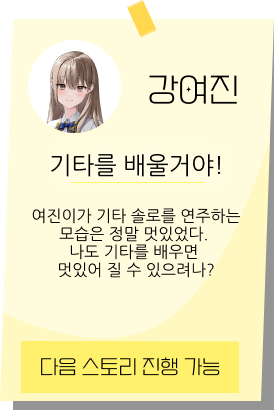 강여진
기타를 배울거야!
여진이가 기타 솔로를 연주하는
모습은 정말 멋있었다.
나도 기타를 배우면
멋있어 질 수 있으려나?
다음 스토리 진행 가능